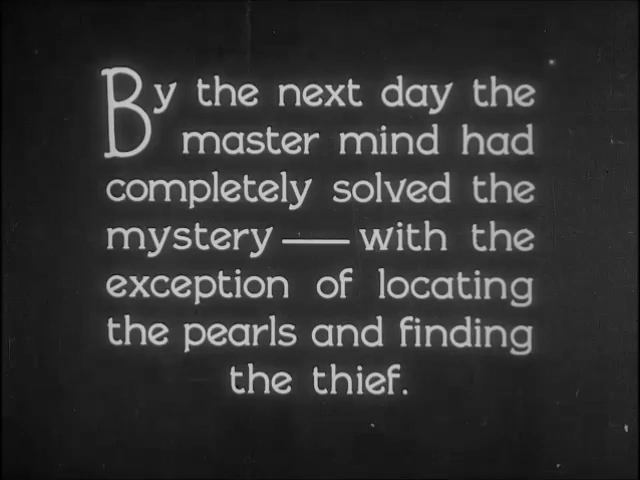 By the next day the
master mind had
completely solved the
mystery — with the
exception of locating
the pearls and finding
the thief.